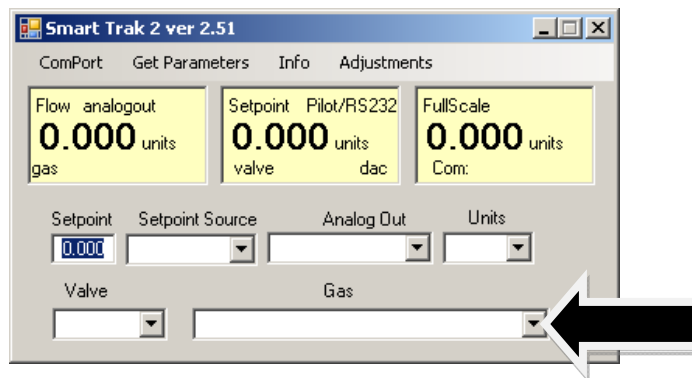 Smart Trak 2 ver 2.51
ComPort Get Parameters Info Adjustments
Flow analogout
0.000 units
gas
Setpoint Pilot/RS232
0.000 units
valve dac
FullScale
0.000 units
Com:
Setpoint Setpoint Source Analog Out Units
0.000
Valve Gas